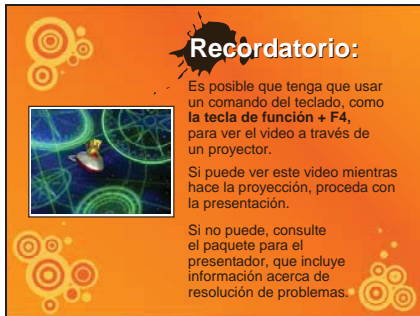 Recordatorio:
Es posible que tenga que usar
un comando del teclado, como
la tecla de función + F4,
para ver el video a través de
un proyector.
Si puede ver este video mientras
hace la proyección, proceda con
la presentación.
Si no puede, consulte
el paquete para el
presentador, que incluye
información acerca de
resolución de problemas.